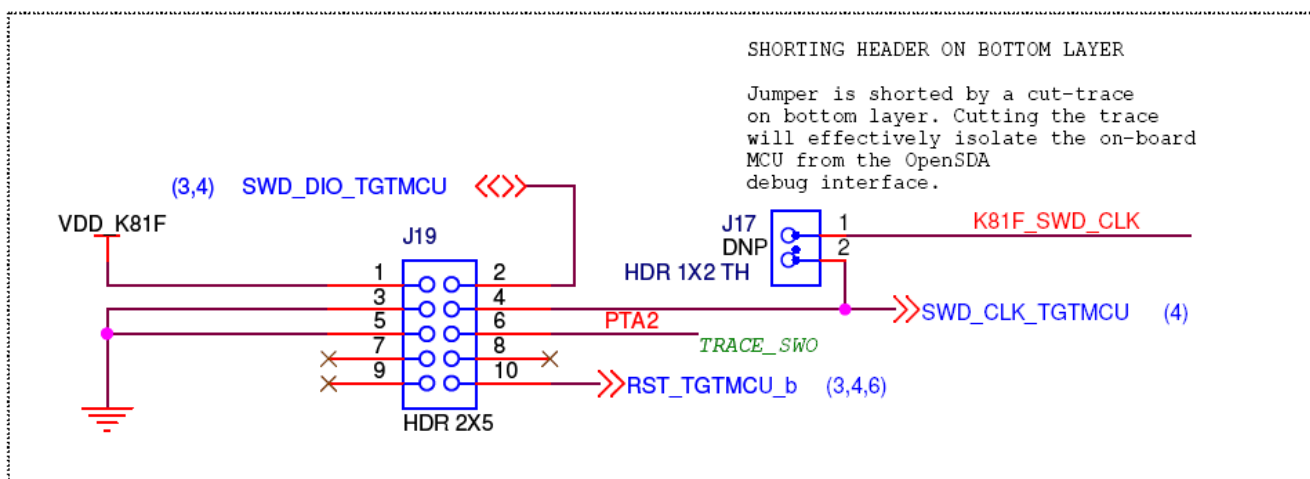 SHORTING HEADER ON BOTTOM LAYER
Jumper is shorted by a cut-trace
on bottom layer. Cutting the trace
will effectively isolate the on-board
MCU from the OpenSDA
debug interface.
(3,4) SWD_DIO_TGTMCU
VDD_K81F
J19
J17
DNP
HDR 1X2 TH
1
2
K81F_SWD_CLK
1 2
3 4
5 6
7 8
9 10
PTA2
TRACE_SWO
SWD_CLK_TGTMCU (4)
RST_TGTMCU_b (3,4,6)
HDR 2X5